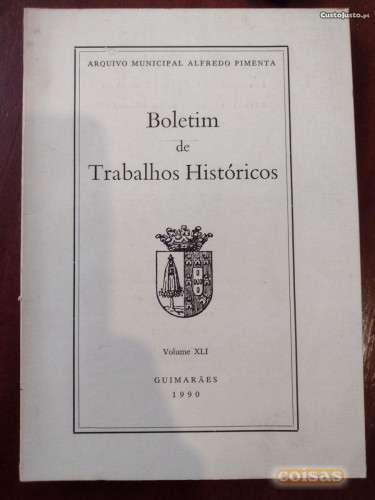 CustoJusto.pt
ARQUIVO MUNICIPAL ALFREDO PIMENTA
Boletim
de
Trabalhos Históricos
Volume XLI
GUIMARÃES
1990
coisas